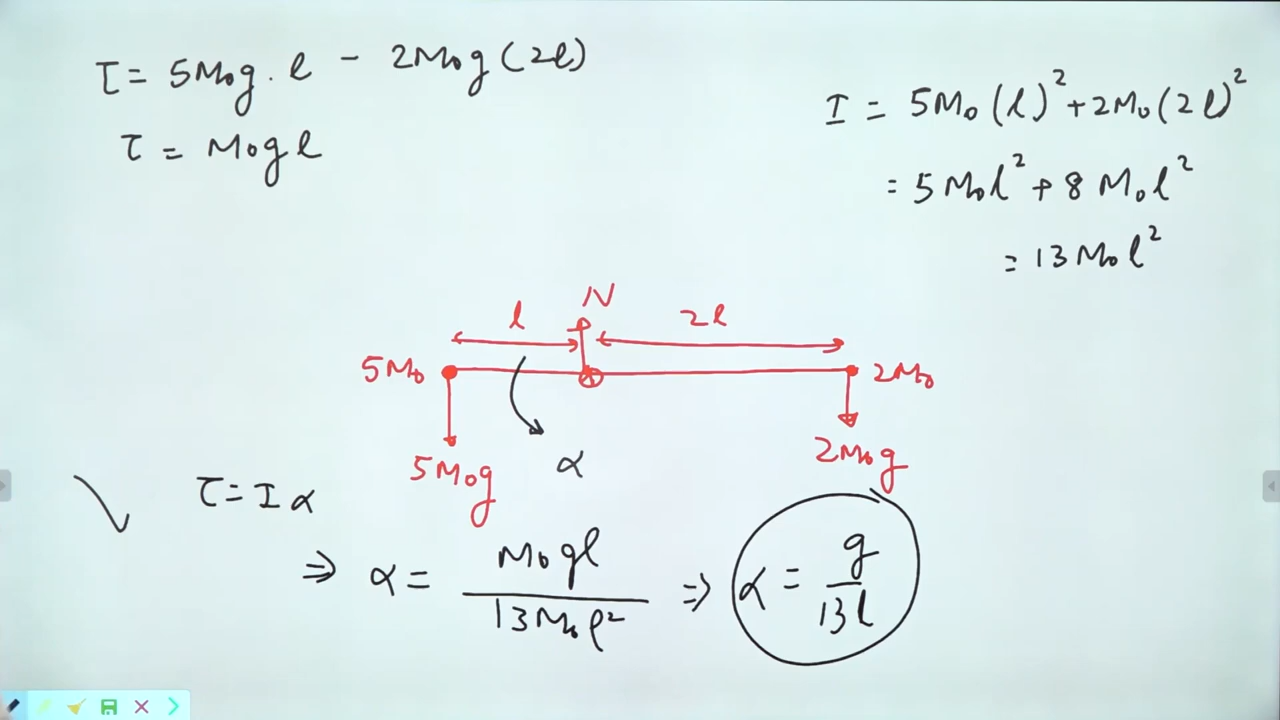 τ = 5M₀g · l - 2M₀g(2l)
τ = M₀gl
I = 5M₀(l)² + 2M₀(2l)²
= 5M₀l² + 8M₀l²
= 13M₀l²
N
l
2l
5M₀
2M₀
5M₀g
α
2M₀g
τ = Iα
⇒ α = M₀gl / 13M₀l² ⇒ α = g / 13l